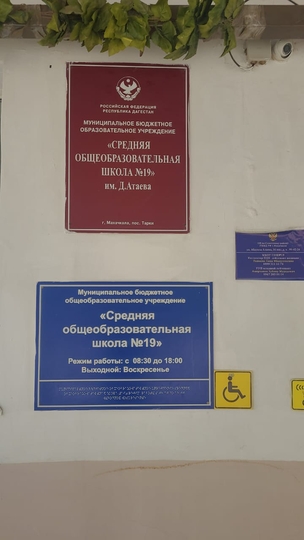 РОССИЙСКАЯ ФЕДЕРАЦИЯ
РЕСПУБЛИКА ДАГЕСТАН
МУНИЦИПАЛЬНОЕ БЮДЖЕТНОЕ
ОБРАЗОВАТЕЛЬНОЕ УЧРЕЖДЕНИЕ
«СРЕДНЯЯ
ОБЩЕОБРАЗОВАТЕЛЬНАЯ
ШКОЛА №19»
им. Д.Атаева
г. Махачкала, пос. Тарки
Муниципальное бюджетное
общеобразовательное учреждение
«Средняя
общеобразовательная
школа №19»
Режим работы: с 08:30 до 18:00
Выходной: Воскресенье